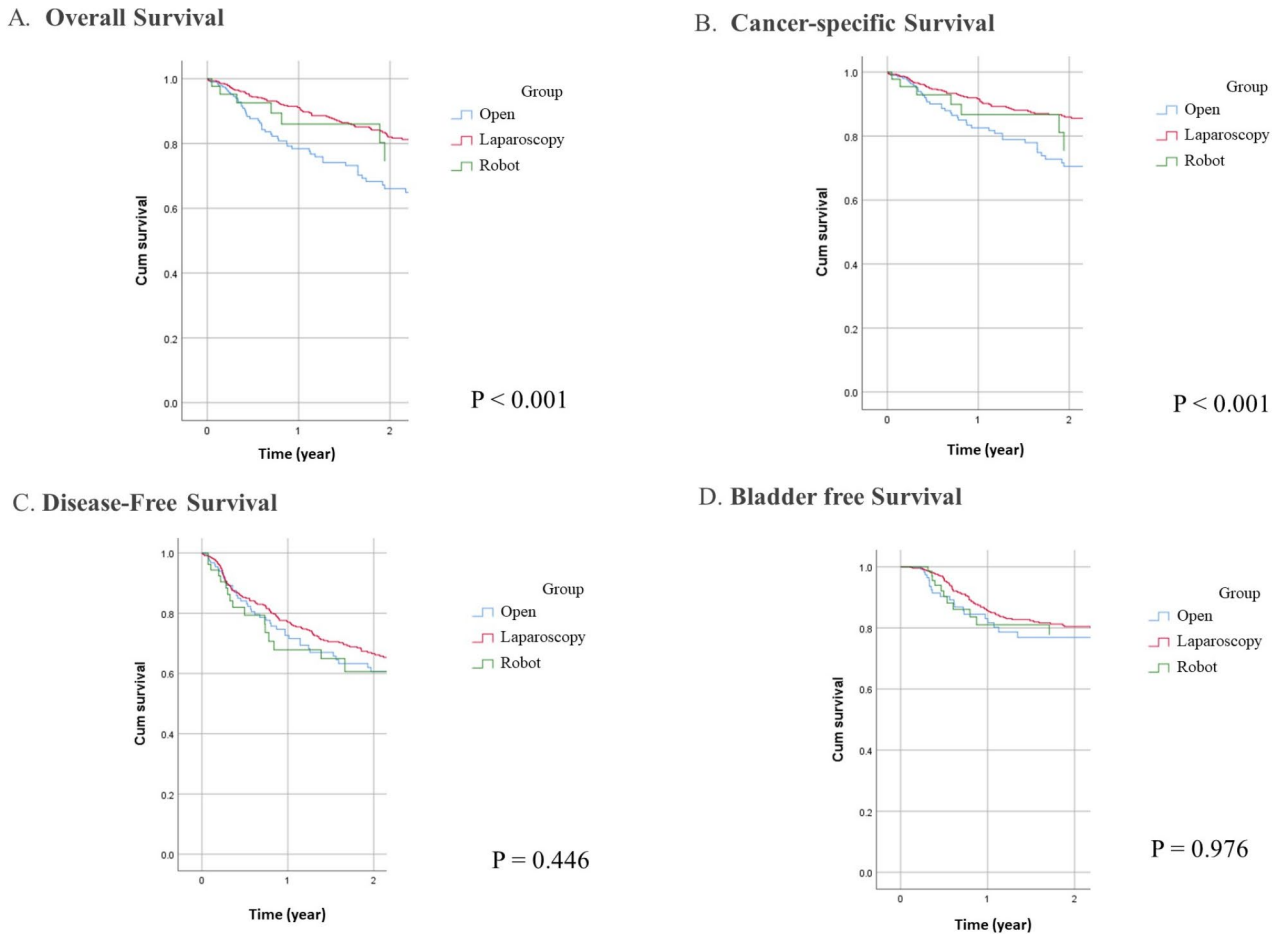 A. Overall Survival
1.0
0.8
0.6
0.4
0.2
0.0
0 1 2
Cum survival
Time (year)
Group
Open
Laparoscopy
Robot
P < 0.001
B. Cancer-specific Survival
1.0
0.8
0.6
0.4
0.2
0.0
0 1 2
Cum survival
Time (year)
Group
Open
Laparoscopy
Robot
P < 0.001
C. Disease-Free Survival
1.0
0.8
0.6
0.4
0.2
0.0
0 1 2
Cum survival
Time (year)
Group
Open
Laparoscopy
Robot
P = 0.446
D. Bladder free Survival
1.0
0.8
0.6
0.4
0.2
0.0
0 1 2
Cum survival
Time (year)
Group
Open
Laparoscopy
Robot
P = 0.976